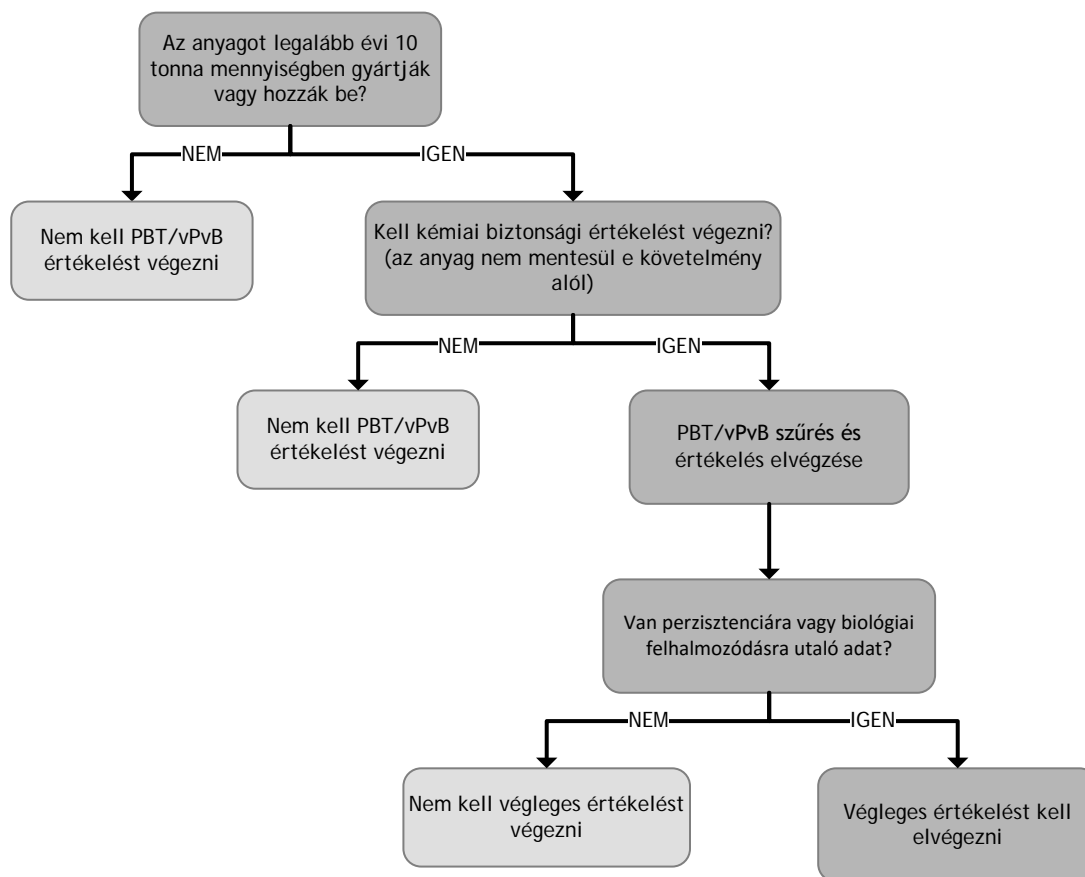 Az anyagot legalább évi 10
tonna mennyiségben gyártják
vagy hozzák be?
NEM
IGEN
Nem kell PBT/vPvB
értékelést végezni
Kell kémiai biztonsági értékelést végezni?
(az anyag nem mentesül e követelmény
alól)
NEM
IGEN
Nem kell PBT/vPvB
értékelést végezni
PBT/vPvB szűrés és
értékelés elvégzése
Van perzisztenciára vagy biológiai
felhalmozódásra utaló adat?
NEM
IGEN
Nem kell végleges értékelést
végezni
Végleges értékelést kell
elvégezni